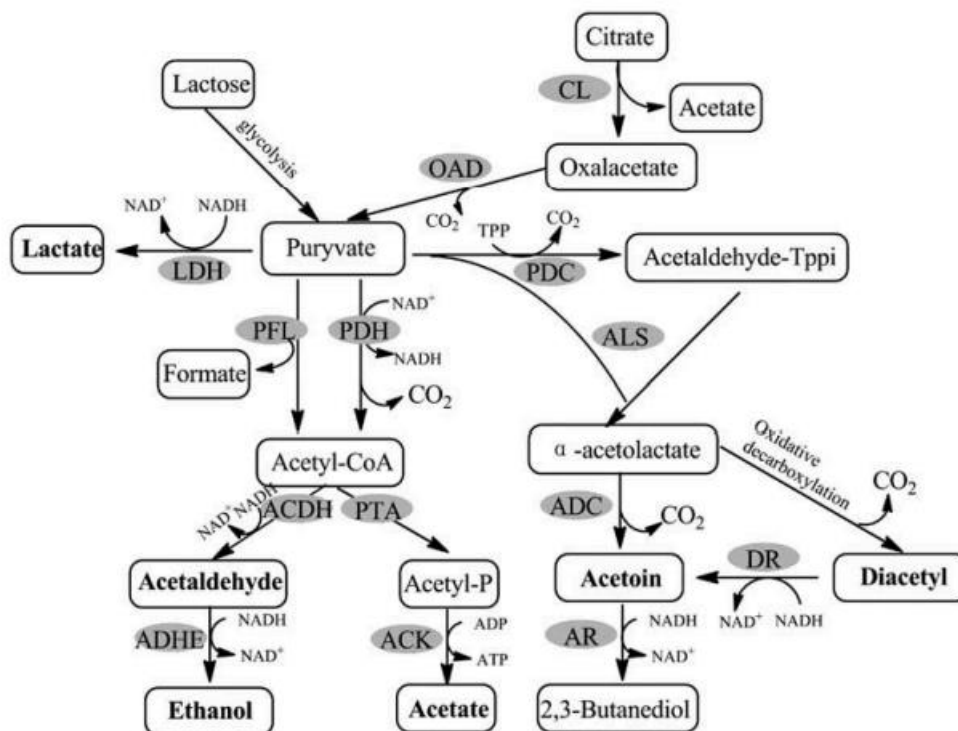 Citrate
Lactose
CL
Acetate
glycolysis
OAD
Oxalacetate
CO2
NAD+
NADH
TPP
CO2
Lactate
Puryvate
Acetaldehyde-Tppi
LDH
PDC
PFL
PDH
NAD+
ALS
NADH
Formate
CO2
Acetyl-CoA
α-acetolactate
Oxidative
decarboxylation
NAD+
NADH
ACDH
PTA
ADC
CO2
CO2
DR
Acetaldehyde
Acetyl-P
Acetoin
Diacetyl
NAD+
NADH
ADHE
NADH
NAD+
ACK
ADP
ATP
AR
NADH
NAD+
Ethanol
Acetate
2,3-Butanediol